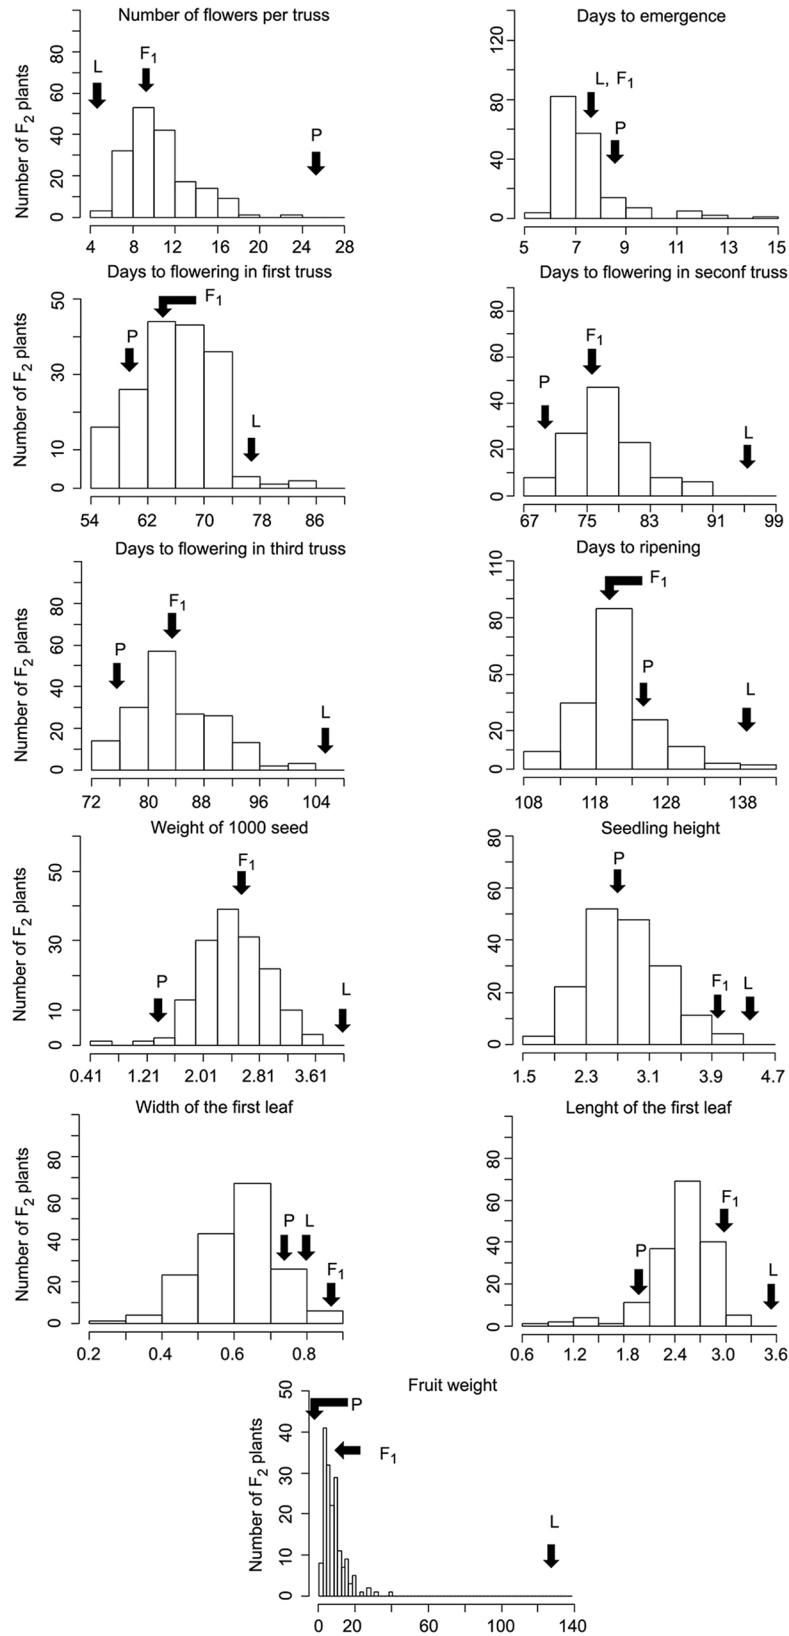 Number of flowers per truss
Number of F2 plants
80
60
40
20
0
L
F1
P
4 8 12 16 20 24 28
Days to emergence
120
80
40
0
L, F1
P
5 7 9 11 13 15
Days to flowering in first truss
Number of F2 plants
50
30
10
0
P
F1
L
54 62 70 78 86
Days to flowering in seconf truss
80
60
40
20
0
P
F1
L
67 75 83 91 99
Days to flowering in third truss
Number of F2 plants
80
60
40
20
0
P
F1
L
72 80 88 96 104
Days to ripening
110
80
50
20
0
F1
P
L
108 118 128 138
Weight of 1000 seed
Number of F2 plants
50
30
10
0
P
F1
L
0.41 1.21 2.01 2.81 3.61
Seedling height
80
60
40
20
0
P
F1
L
1.5 2.3 3.1 3.9 4.7
Width of the first leaf
Number of F2 plants
80
60
40
20
0
P
L
F1
0.2 0.4 0.6 0.8
Lenght of the first leaf
80
60
40
20
0
P
F1
L
0.6 1.2 1.8 2.4 3.0 3.6
Fruit weight
Number of F2 plants
50
40
30
20
10
0
P
F1
L
0 20 60 100 140